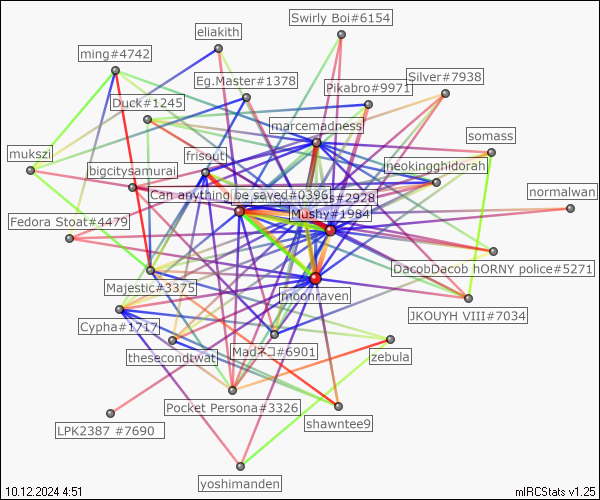 Swirly Boi#6154
eliakith
ming#4742
Eg.Master#1378
Silver#7938
Pikabro#9971
Duck#1245
marcemadness
somass
mukszi
frisout
neokinghidorah
bigcitysamurai
Can anything be saved#0396
s#2928
normalwan
Mushy#1984
Fedora Stoat#4479
DacobDacob hORNY police#5271
Majestic#3375
moonraven
JKOUYH VIII#7034
Cypha#1717
Madネコ#6901
thesecondtwat
zebula
Pocket Persona#3326
shawntee9
LPK2387 #7690
yoshimanden
10.12.2024 4:51
mIRCStats v1.25